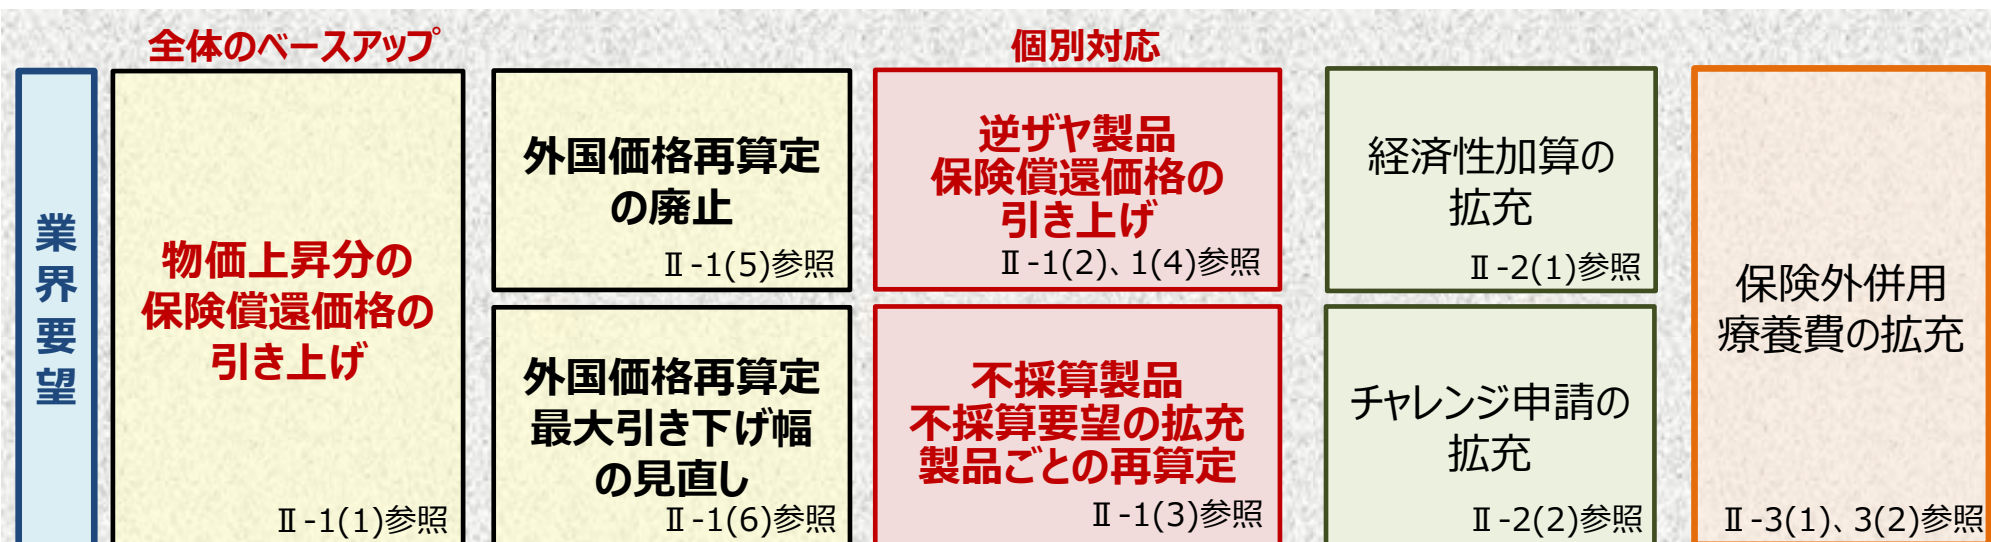 全体のベースアップ
個別対応
業界要望
物価上昇分の
保険償還価格の
引き上げ
Ⅱ-1(1)参照
外国価格再算定
の廃止
Ⅱ-1(5)参照
外国価格再算定
最大引き下げ幅
の見直し
Ⅱ-1(6)参照
逆ザヤ製品
保険償還価格の
引き上げ
Ⅱ-1(2)、1(4)参照
不採算製品
不採算要望の拡充
製品ごとの再算定
Ⅱ-1(3)参照
経済性加算の
拡充
Ⅱ-2(1)参照
チャレンジ申請の
拡充
Ⅱ-2(2)参照
保険外併用
療養費の拡充
Ⅱ-3(1)、3(2)参照